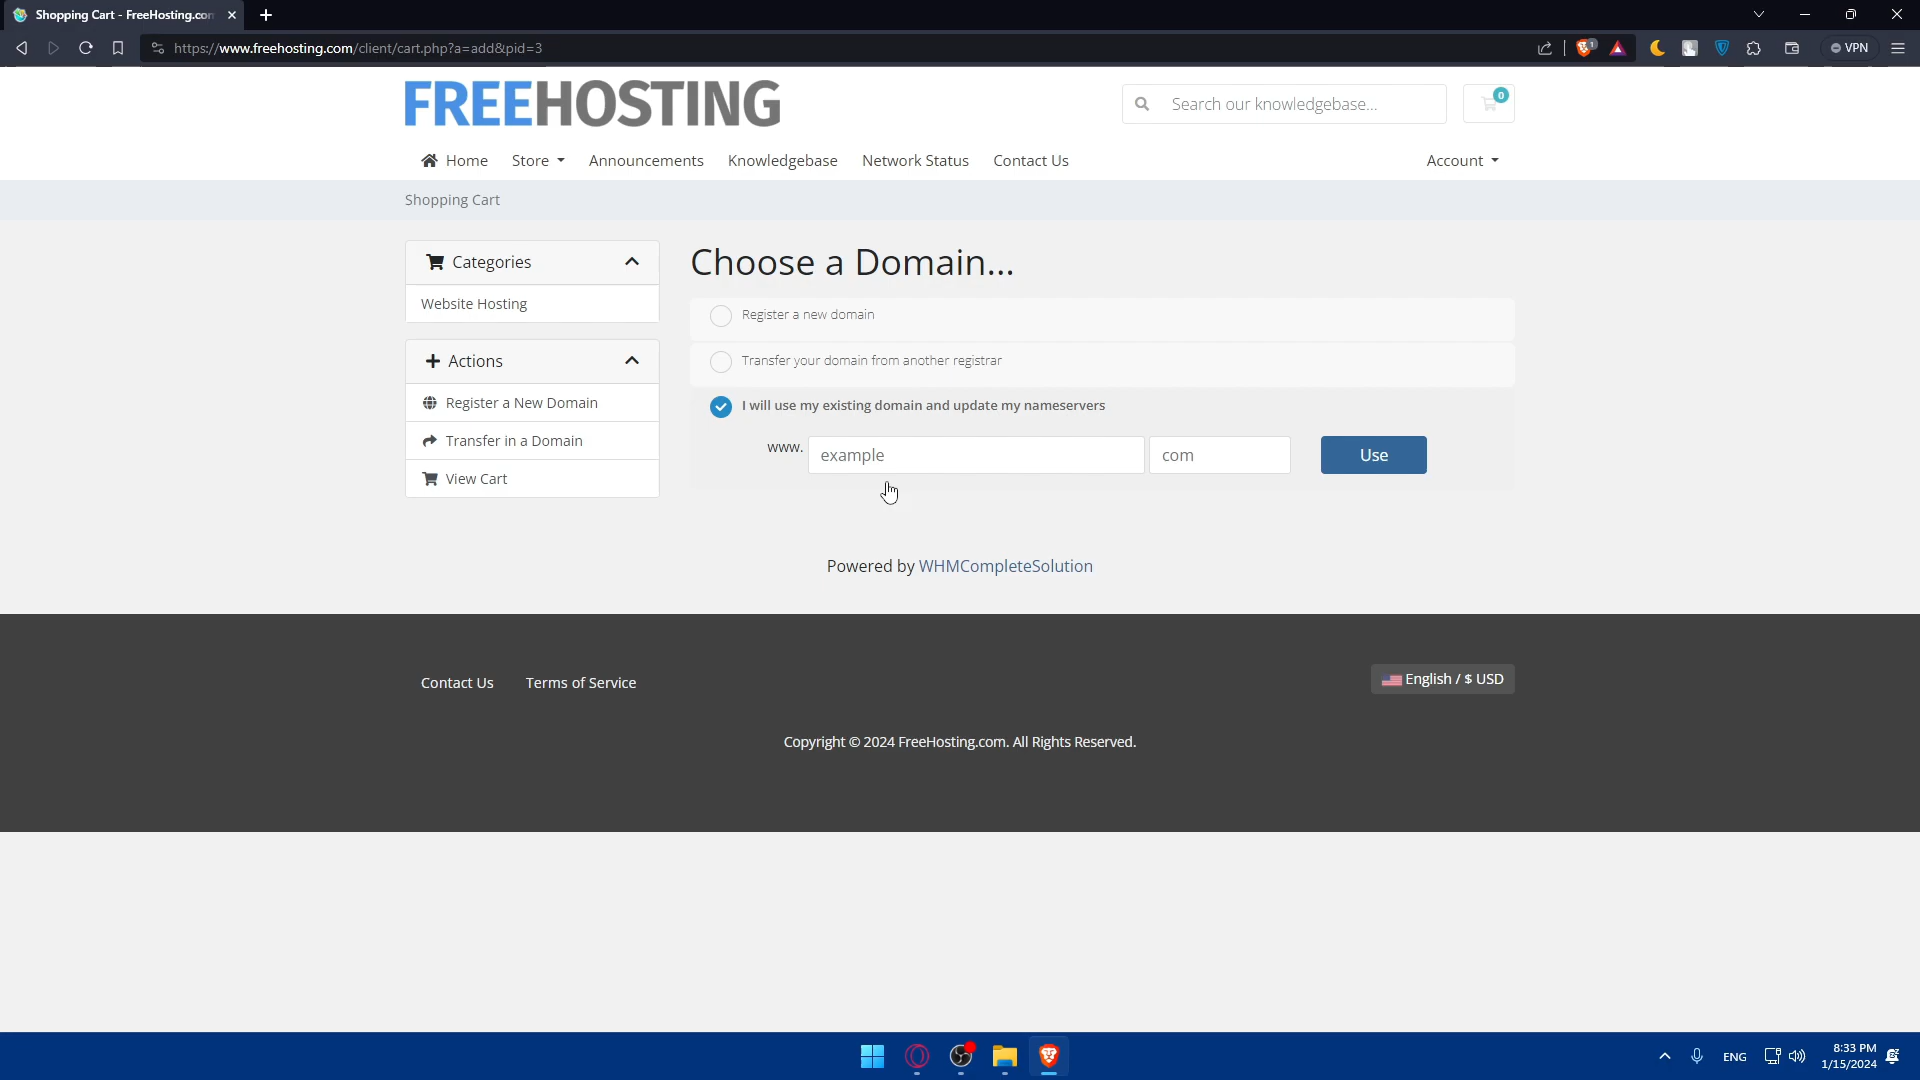 Shopping Cart - FreeHosting.com
https://www.freehosting.com/client/cart.php?a=add&pid=3
1
VPN
FREEHOSTING
Search our knowledgebase...
0
Home
Store
Announcements
Knowledgebase
Network Status
Contact Us
Account
Shopping Cart
Categories
Website Hosting
Actions
Register a New Domain
Transfer in a Domain
View Cart
Choose a Domain...
Register a new domain
Transfer your domain from another registrar
I will use my existing domain and update my nameservers
www.
example
com
Use
Powered by WHMCompleteSolution
Contact Us
Terms of Service
English / $ USD
Copyright © 2024 FreeHosting.com. All Rights Reserved.
ENG
8:33 PM
1/15/2024